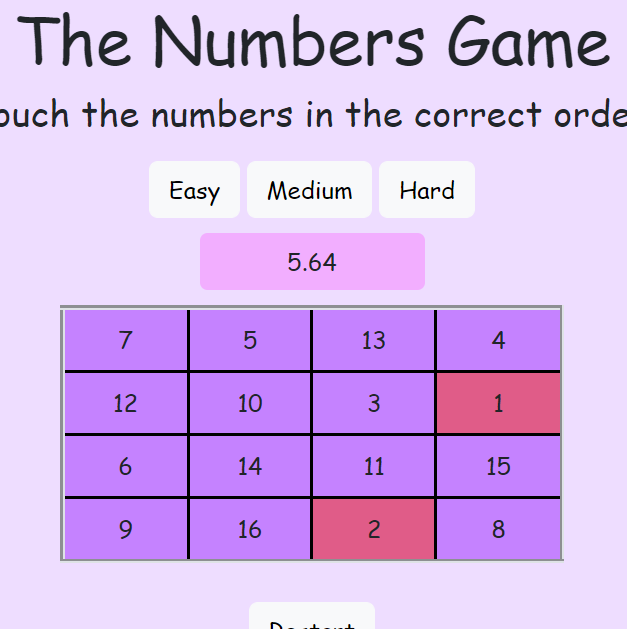 The Numbers Game
ouch the numbers in the correct orde
Easy Medium Hard
5.64
7 5 13 4
12 10 3 1
6 14 11 15
9 16 2 8